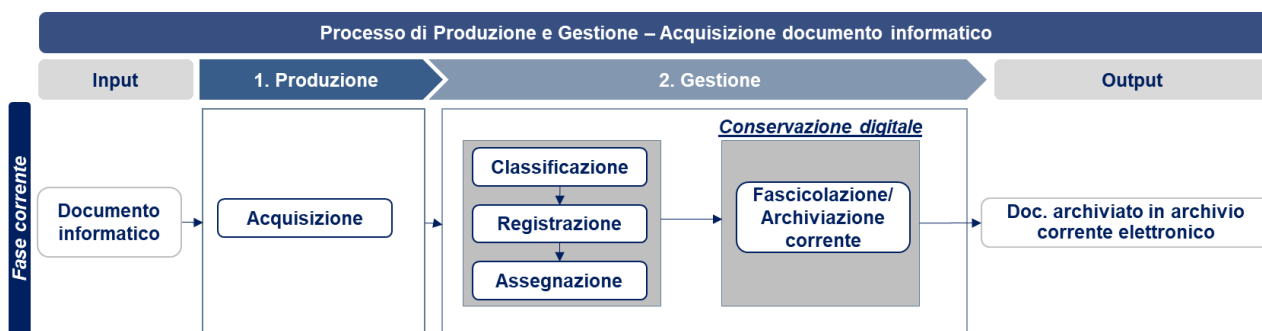 Processo di Produzione e Gestione – Acquisizione documento informatico
Input
1. Produzione
2. Gestione
Output
Fase corrente
Documento
informatico
Acquisizione
Classificazione
Registrazione
Assegnazione
Conservazione digitale
Fascicolazione/
Archiviazione
corrente
Doc. archiviato in archivio
corrente elettronico